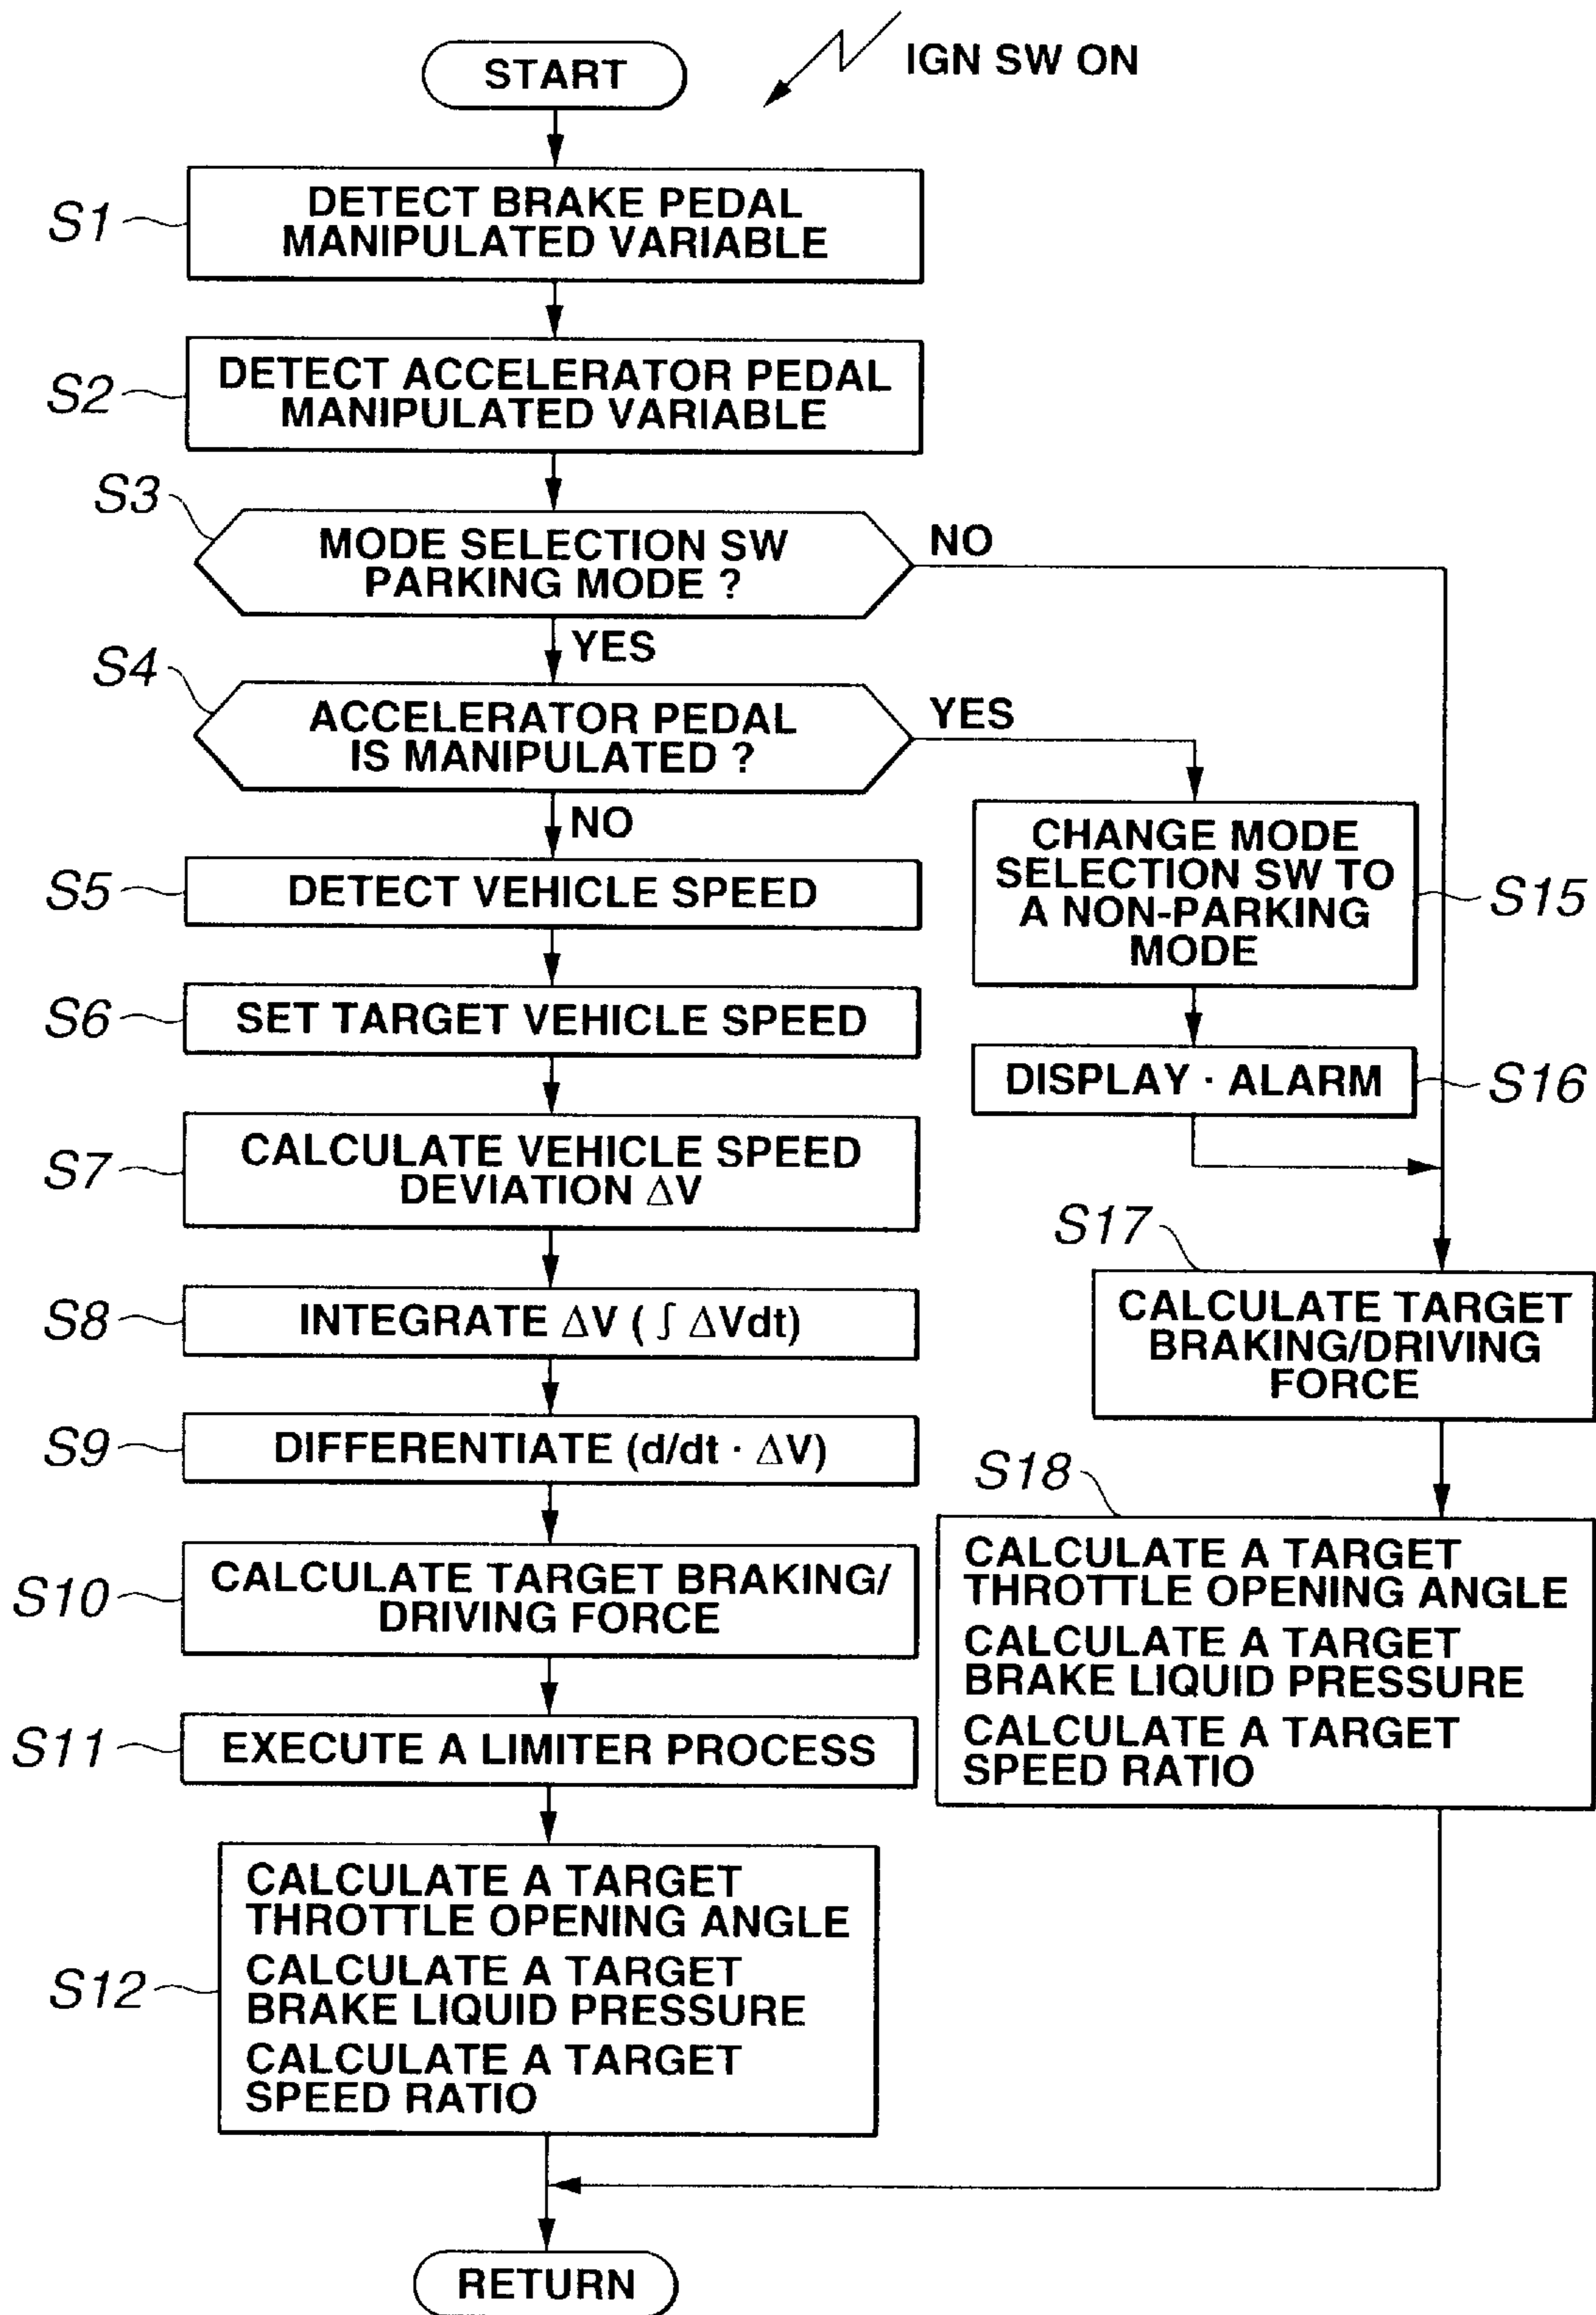 START
IGN SW ON
S1
DETECT BRAKE PEDAL
MANIPULATED VARIABLE
S2
DETECT ACCELERATOR PEDAL
MANIPULATED VARIABLE
S3
MODE SELECTION SW
PARKING MODE ?
NO
YES
S4
ACCELERATOR PEDAL
IS MANIPULATED ?
YES
NO
S5
DETECT VEHICLE SPEED
S6
SET TARGET VEHICLE SPEED
S7
CALCULATE VEHICLE SPEED
DEVIATION ΔV
S8
INTEGRATE ΔV ( ∫ ΔVdt)
S9
DIFFERENTIATE (d/dt · ΔV)
S10
CALCULATE TARGET BRAKING/
DRIVING FORCE
S11
EXECUTE A LIMITER PROCESS
S12
CALCULATE A TARGET
THROTTLE OPENING ANGLE
CALCULATE A TARGET
BRAKE LIQUID PRESSURE
CALCULATE A TARGET
SPEED RATIO
CHANGE MODE
SELECTION SW TO
A NON-PARKING
MODE
S15
DISPLAY · ALARM
S16
S17
CALCULATE TARGET
BRAKING/DRIVING
FORCE
S18
CALCULATE A TARGET
THROTTLE OPENING ANGLE
CALCULATE A TARGET
BRAKE LIQUID PRESSURE
CALCULATE A TARGET
SPEED RATIO
RETURN